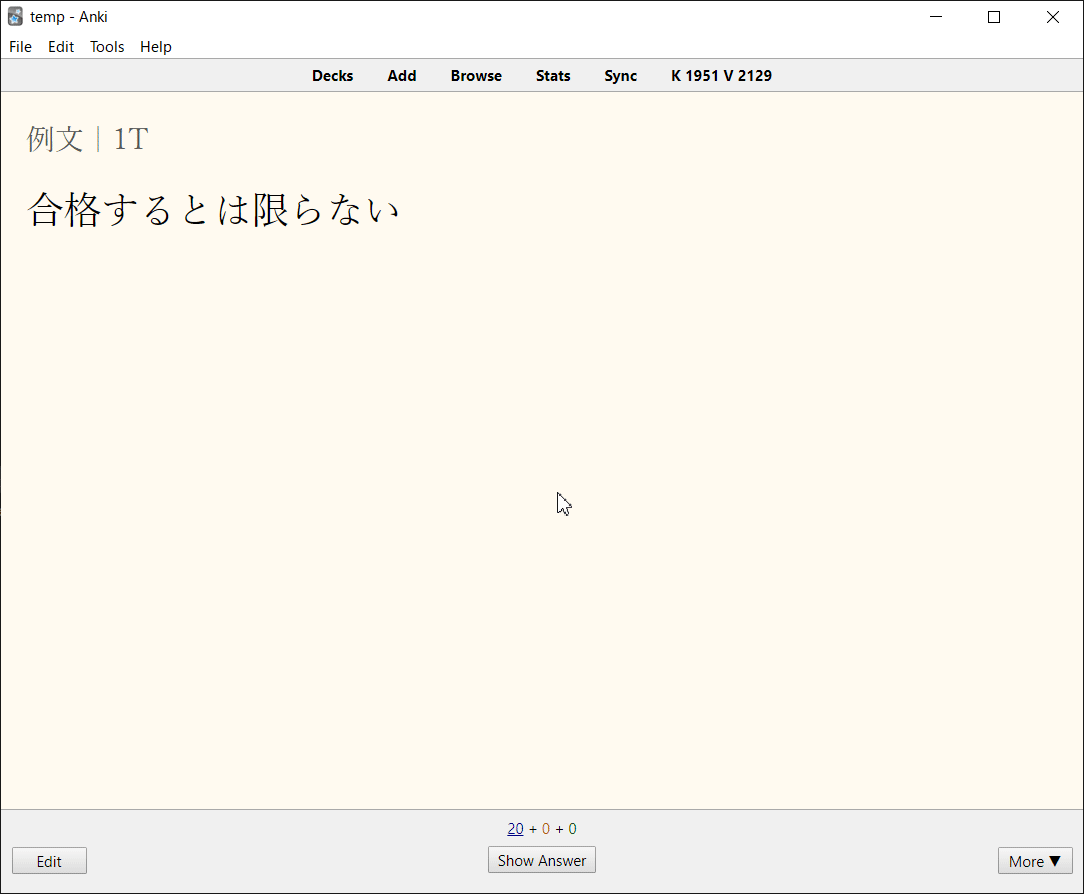 temp - Anki
File Edit Tools Help
Decks Add Browse Stats Sync K 1951 V 2129
例文｜1T
合格するとは限らない
20 + 0 + 0
Edit Show Answer More ▼